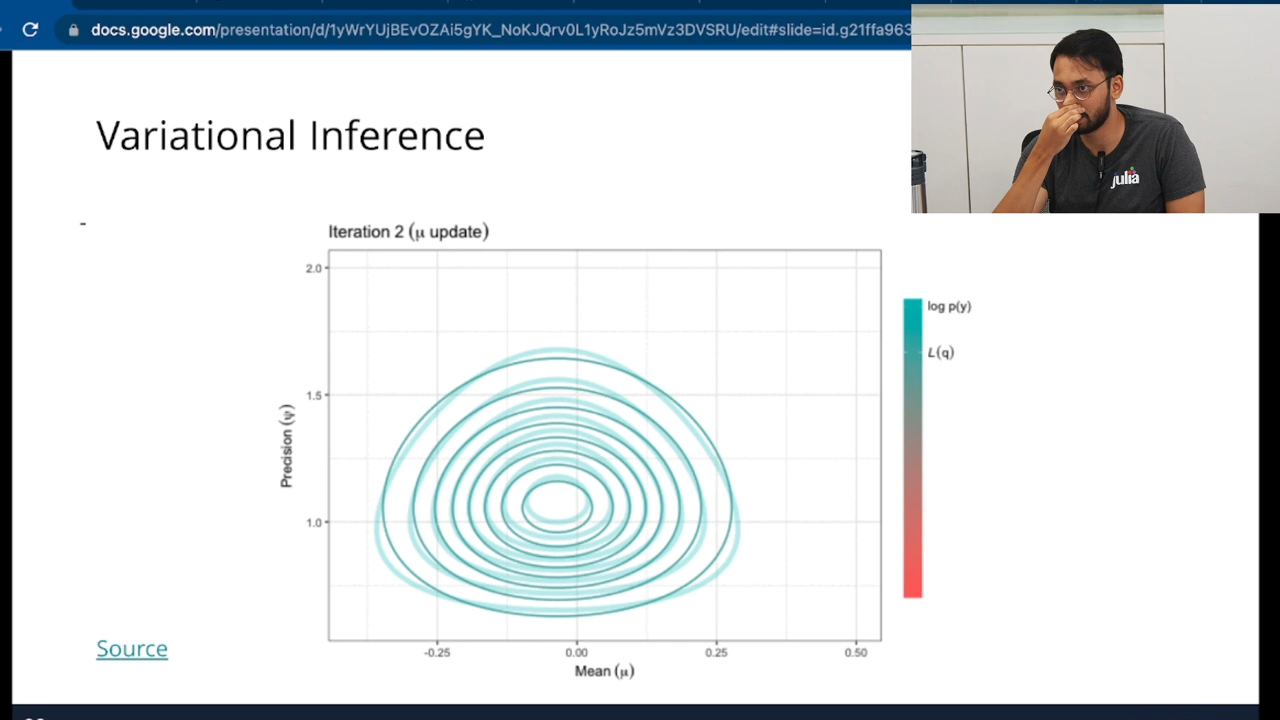 docs.google.com/presentation/d/1yWrYUjBEvOZAi5gYK_NoKJQrv0L1yRoJz5mVz3DVSRU/edit#slide=id.g21ffa963
julia
Variational Inference
-
Iteration 2 (μ update)
2.0
1.5
1.0
Precision (ψ)
-0.25
0.00
0.25
0.50
Mean (μ)
log p(y)
L(q)
Source